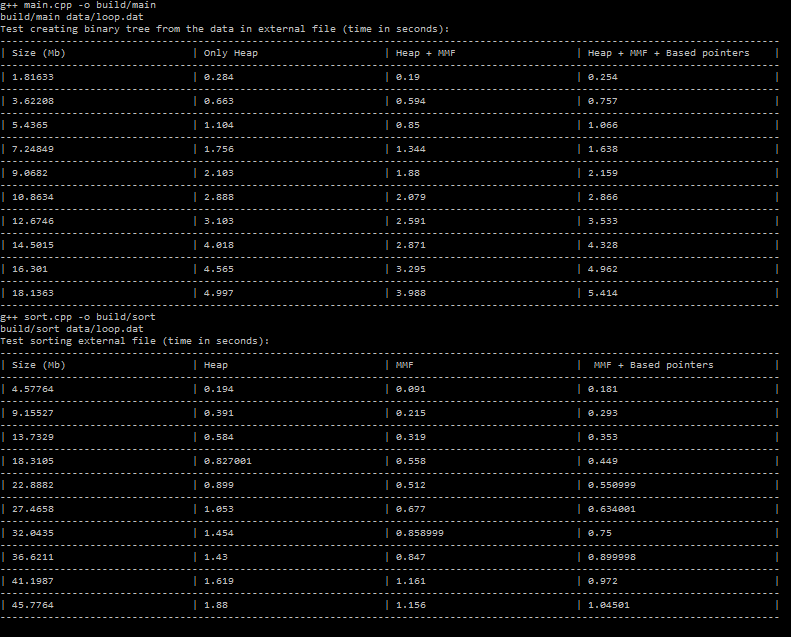 g++ main.cpp -o build/main
build/main data/loop.dat
Test creating binary tree from the data in external file (time in seconds):
| Size (Mb) | Only Heap | Heap + MMF | Heap + MMF + Based pointers |
| 1.81633 | 0.284 | 0.19 | 0.254 |
| 3.62208 | 0.663 | 0.594 | 0.757 |
| 5.4365 | 1.104 | 0.85 | 1.066 |
| 7.24849 | 1.756 | 1.344 | 1.638 |
| 9.0682 | 2.103 | 1.88 | 2.159 |
| 10.8634 | 2.888 | 2.079 | 2.866 |
| 12.6746 | 3.103 | 2.591 | 3.533 |
| 14.5015 | 4.018 | 2.871 | 4.328 |
| 16.301 | 4.565 | 3.295 | 4.962 |
| 18.1363 | 4.997 | 3.988 | 5.414 |
g++ sort.cpp -o build/sort
build/sort data/loop.dat
Test sorting external file (time in seconds):
| Size (Mb) | Heap | MMF | MMF + Based pointers |
| 4.57764 | 0.194 | 0.091 | 0.181 |
| 9.15527 | 0.391 | 0.215 | 0.293 |
| 13.7329 | 0.584 | 0.319 | 0.353 |
| 18.3105 | 0.827001 | 0.558 | 0.449 |
| 22.8882 | 0.899 | 0.512 | 0.550999 |
| 27.4658 | 1.053 | 0.677 | 0.634001 |
| 32.0435 | 1.454 | 0.858999 | 0.75 |
| 36.6211 | 1.43 | 0.847 | 0.899998 |
| 41.1987 | 1.619 | 1.161 | 0.972 |
| 45.7764 | 1.88 | 1.156 | 1.04501 |